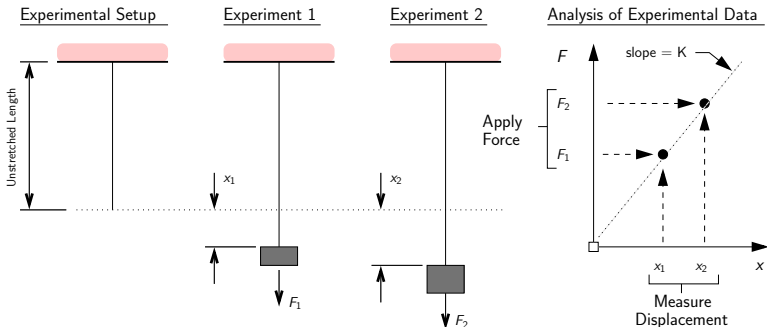 Experimental Setup
Experiment 1
Experiment 2
Analysis of Experimental Data
Unstretched Length
x1
x2
F1
F2
F
slope = K
Apply
Force
F2
F1
x1
x2
x
Measure
Displacement